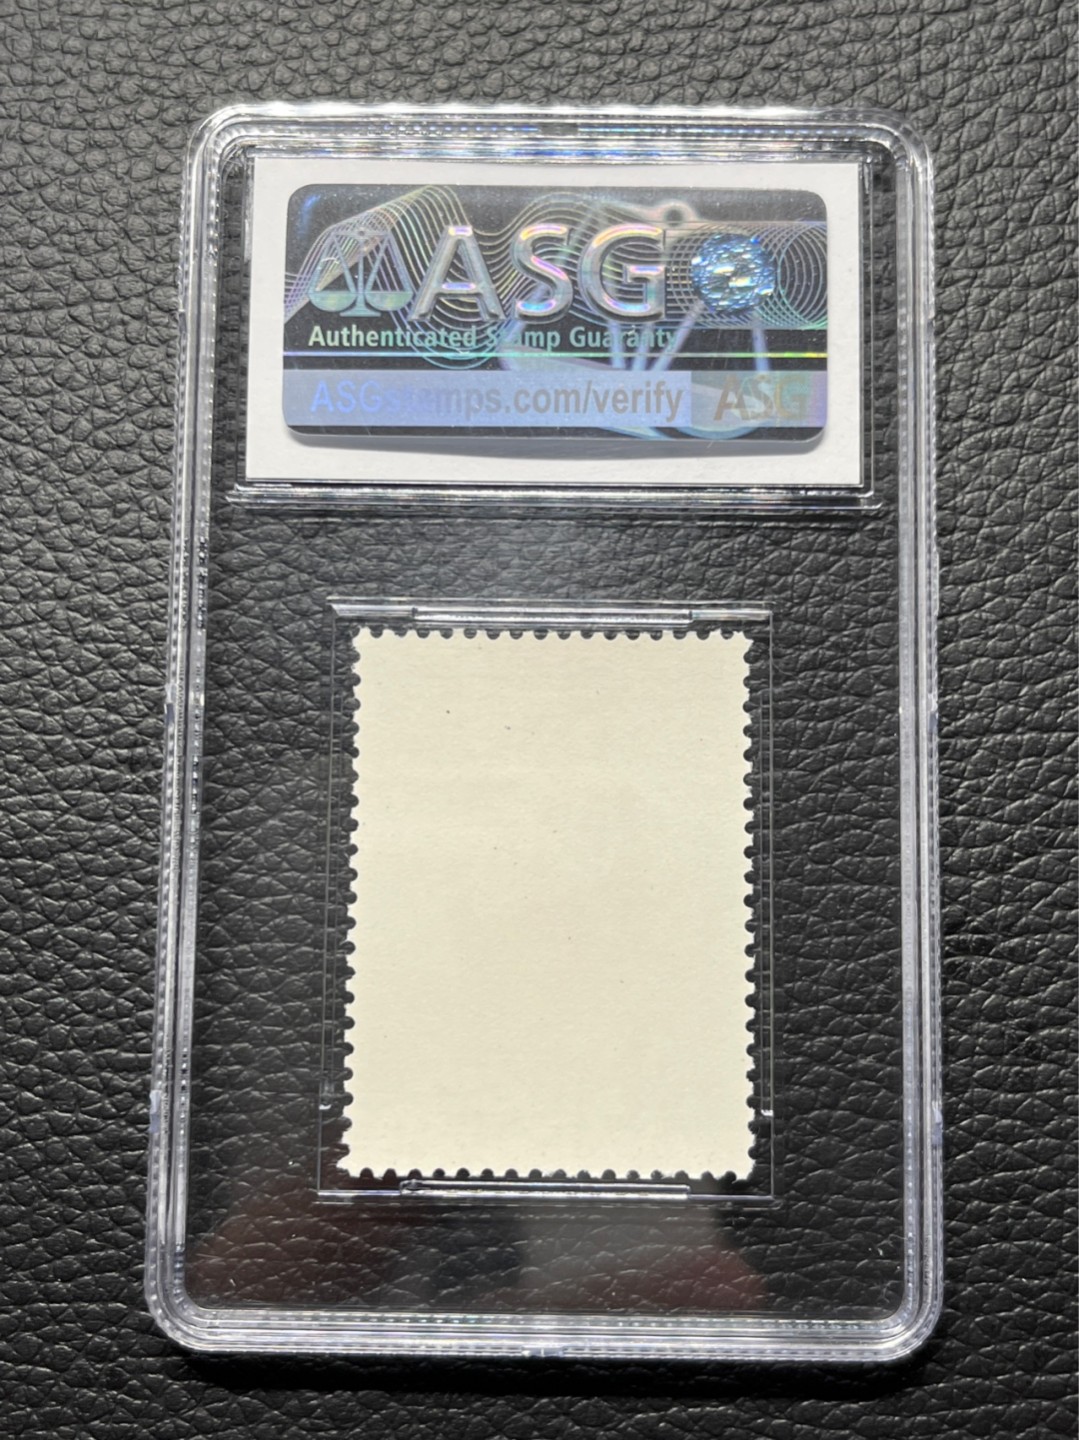 ASG
Authenticated Stamp Guaranty
ASGstamps.com/verify ASG